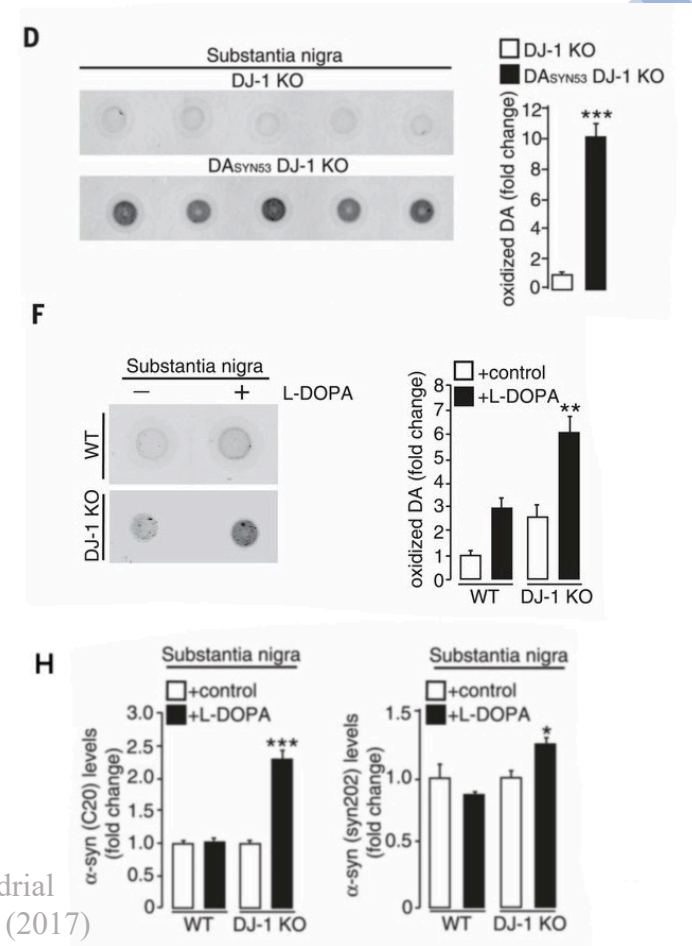 D
Substantia nigra
DJ-1 KO
DASYN53 DJ-1 KO
DJ-1 KO
DASYN53 DJ-1 KO
oxidized DA (fold change)
12
10
8
6
4
2
0
***
F
Substantia nigra
— + L-DOPA
WT
DJ-1 KO
+control
+L-DOPA
oxidized DA (fold change)
8
7
6
5
4
3
2
1
0
**
WT DJ-1 KO
H
Substantia nigra
+control
+L-DOPA
α-syn (C20) levels
(fold change)
3.0
2.5
2.0
1.5
1.0
0.5
0
***
WT DJ-1 KO
Substantia nigra
+control
+L-DOPA
α-syn (syn202) levels
(fold change)
1.5
1.0
0.5
0
*
WT DJ-1 KO
drial
(2017)